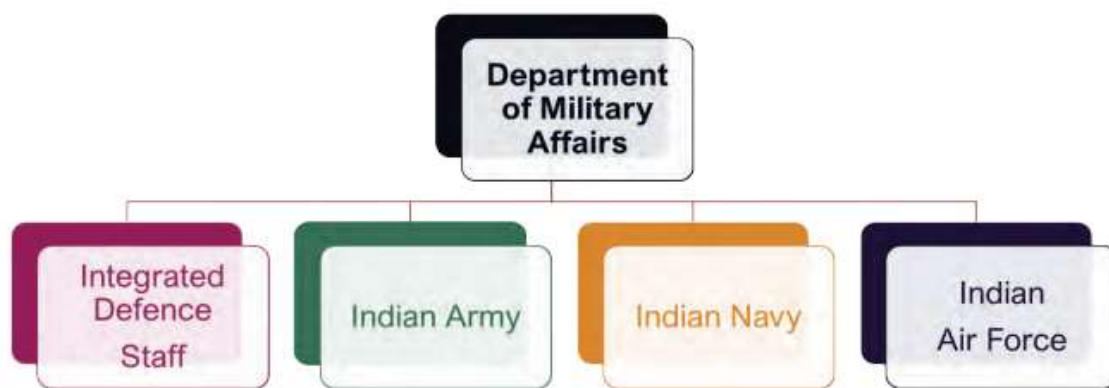 Department
of Military
Affairs
Integrated
Defence
Staff
Indian Army
Indian Navy
Indian
Air Force